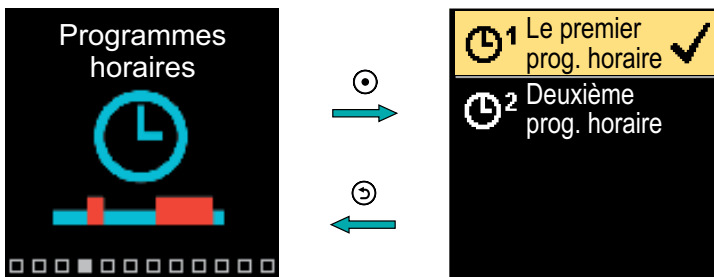 Programmes
horaires
1 Le premier
prog. horaire
2 Deuxième
prog. horaire